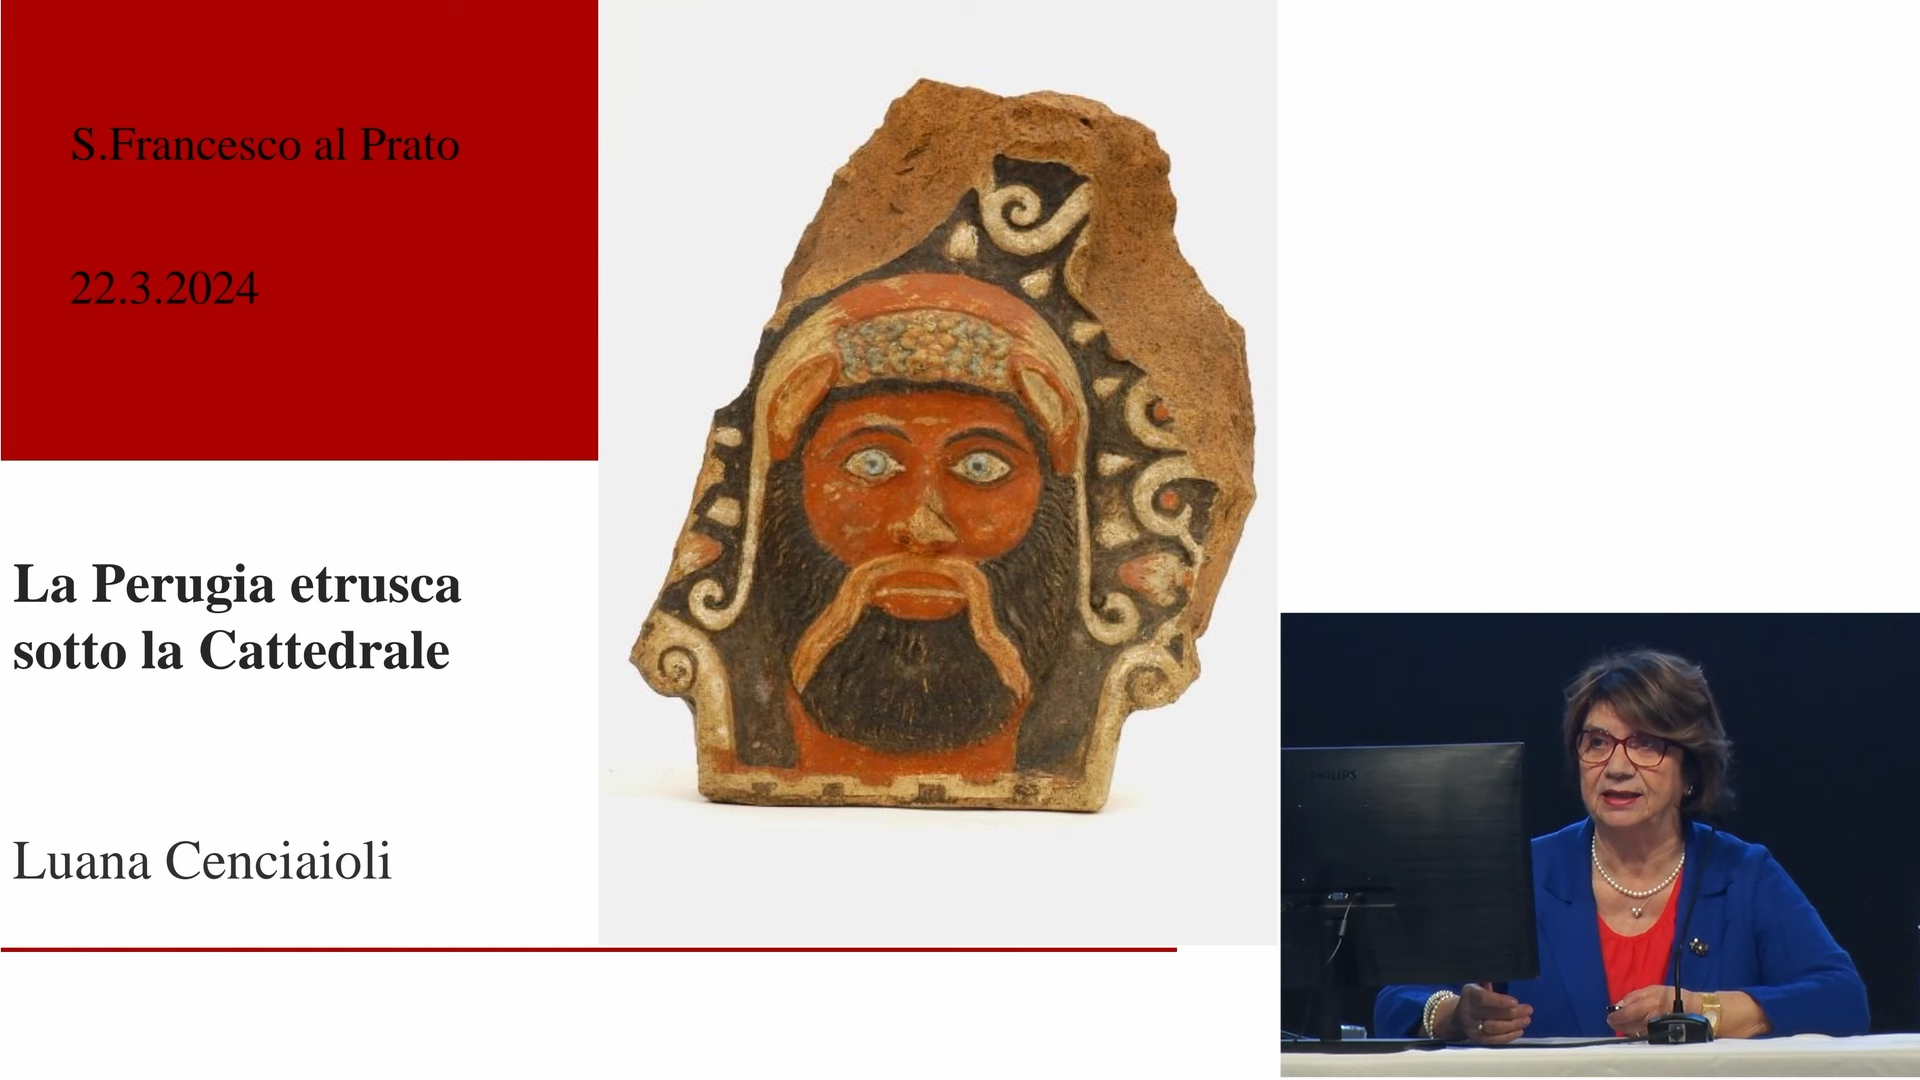 S.Francesco al Prato
22.3.2024
La Perugia etrusca
sotto la Cattedrale
Luana Cenciaioli
PHILIPS